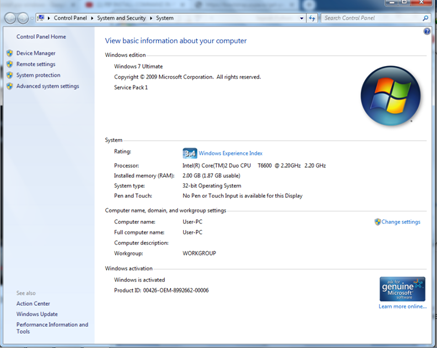 Control Panel ▸ System and Security ▸ System
Search Control Panel
Control Panel Home
Device Manager
Remote settings
System protection
Advanced system settings
View basic information about your computer
Windows edition
Windows 7 Ultimate
Copyright © 2009 Microsoft Corporation. All rights reserved.
Service Pack 1
System
Rating: Windows Experience Index
Processor: Intel(R) Core(TM)2 Duo CPU T6600 @ 2.20GHz 2.20 GHz
Installed memory (RAM): 2.00 GB (1.87 GB usable)
System type: 32-bit Operating System
Pen and Touch: No Pen or Touch Input is available for this Display
Computer name, domain, and workgroup settings
Computer name: User-PC
Change settings
Full computer name: User-PC
Computer description:
Workgroup: WORKGROUP
Windows activation
Windows is activated
Product ID: 00426-OEM-8992662-00006
ask for
genuine
Microsoft
software
Learn more online...
See also
Action Center
Windows Update
Performance Information and
Tools